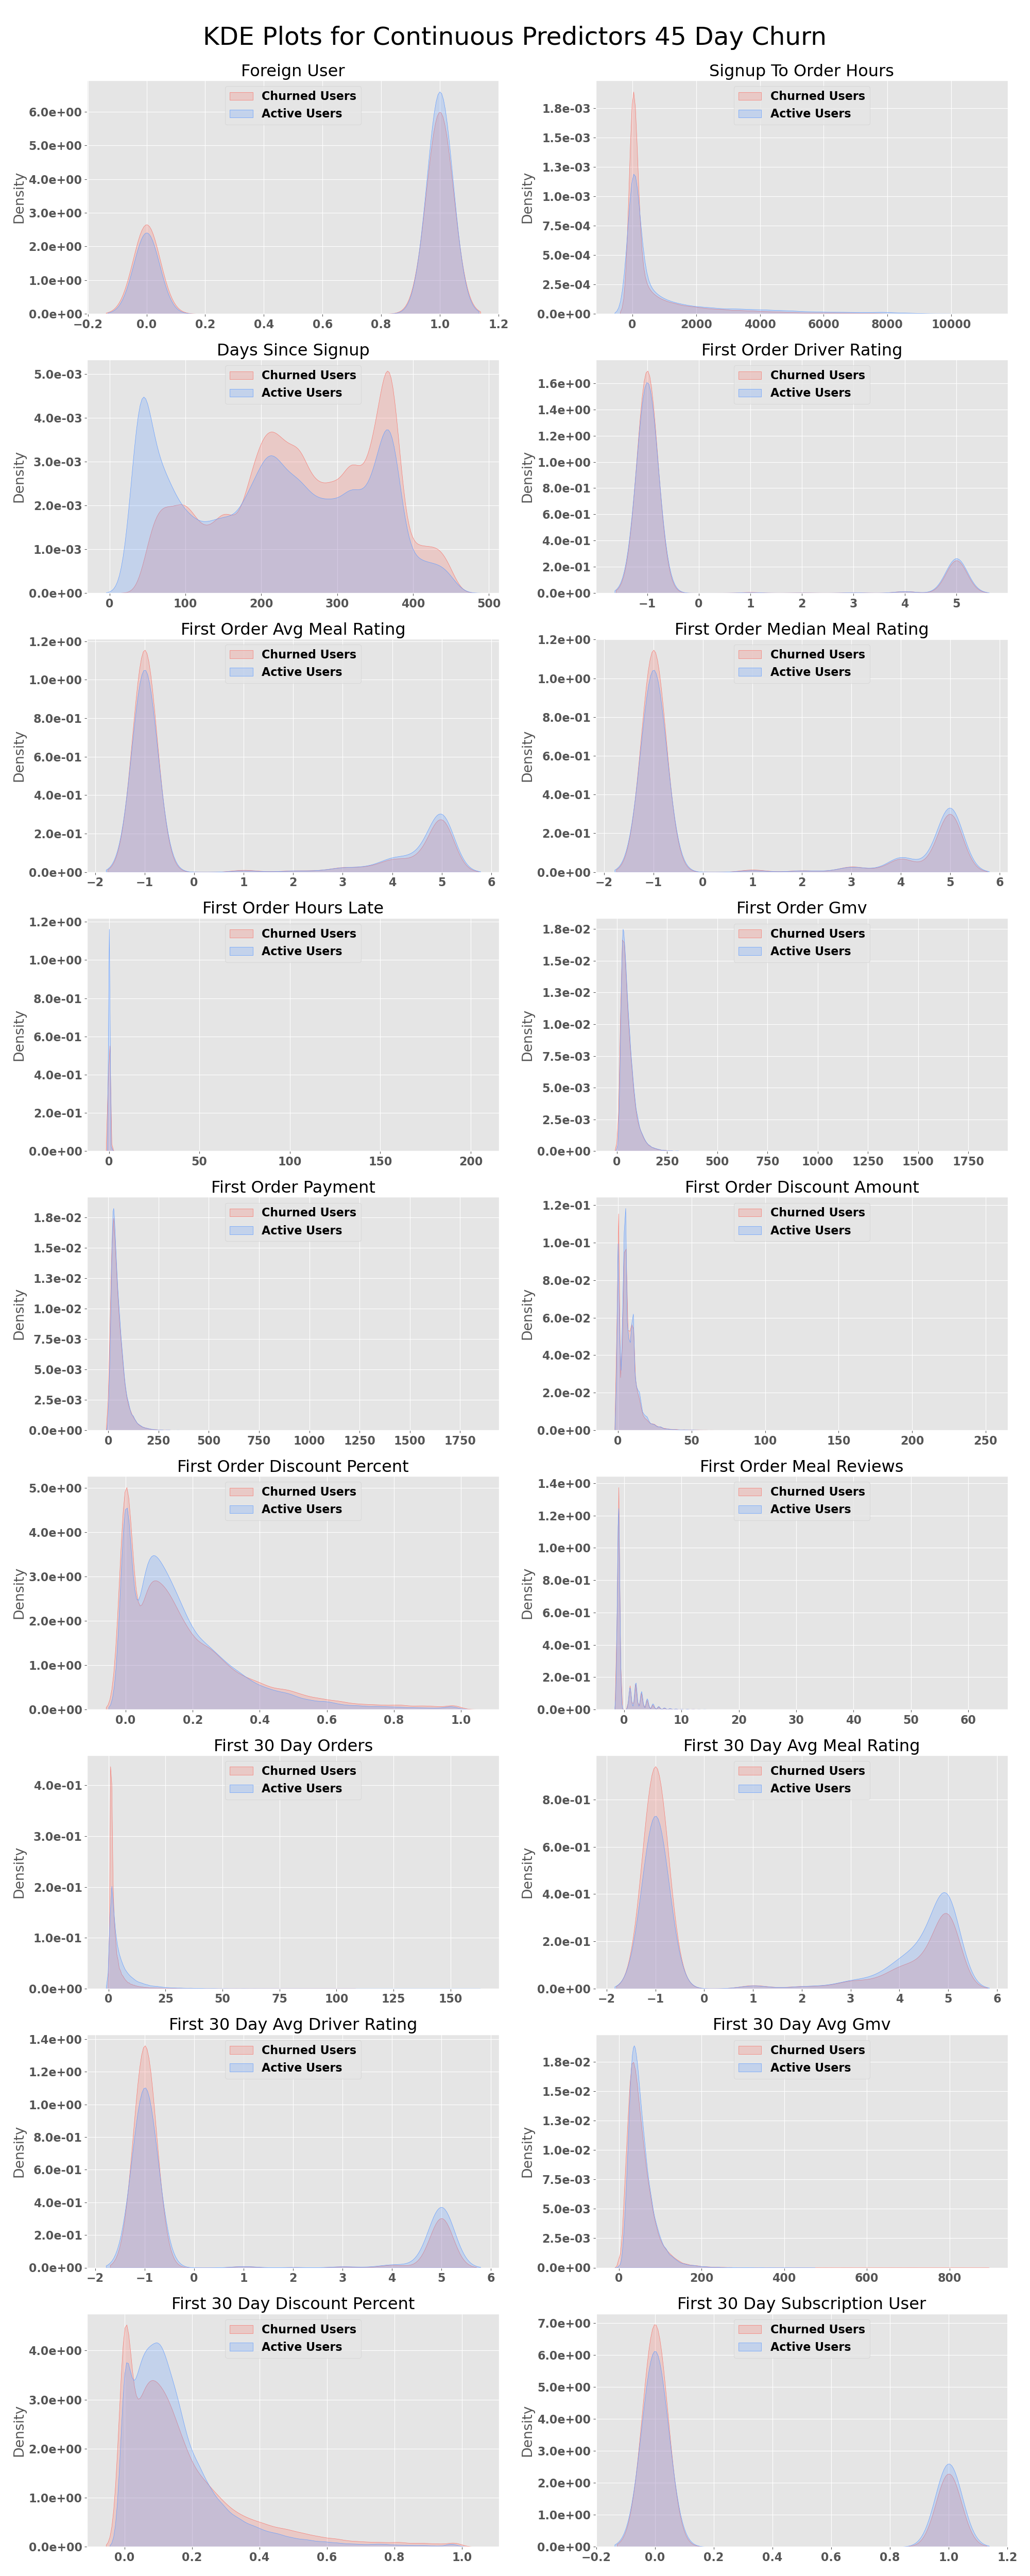 KDE Plots for Continuous Predictors 45 Day Churn
Foreign User
Churned Users
Active Users
Density
6.0e+00
5.0e+00
4.0e+00
3.0e+00
2.0e+00
1.0e+00
0.0e+00
−0.2 0.0 0.2 0.4 0.6 0.8 1.0 1.2
Signup To Order Hours
Churned Users
Active Users
Density
1.8e-03
1.5e-03
1.3e-03
1.0e-03
7.5e-04
5.0e-04
2.5e-04
0.0e+00
0 2000 4000 6000 8000 10000
Days Since Signup
Churned Users
Active Users
Density
5.0e-03
4.0e-03
3.0e-03
2.0e-03
1.0e-03
0.0e+00
0 100 200 300 400 500
First Order Driver Rating
Churned Users
Active Users
Density
1.6e+00
1.4e+00
1.2e+00
1.0e+00
8.0e-01
6.0e-01
4.0e-01
2.0e-01
0.0e+00
−1 0 1 2 3 4 5
First Order Avg Meal Rating
Churned Users
Active Users
Density
1.2e+00
1.0e+00
8.0e-01
6.0e-01
4.0e-01
2.0e-01
0.0e+00
−2 −1 0 1 2 3 4 5 6
First Order Median Meal Rating
Churned Users
Active Users
Density
1.2e+00
1.0e+00
8.0e-01
6.0e-01
4.0e-01
2.0e-01
0.0e+00
−2 −1 0 1 2 3 4 5 6
First Order Hours Late
Churned Users
Active Users
Density
1.2e+00
1.0e+00
8.0e-01
6.0e-01
4.0e-01
2.0e-01
0.0e+00
0 50 100 150 200
First Order Gmv
Churned Users
Active Users
Density
1.8e-02
1.5e-02
1.3e-02
1.0e-02
7.5e-03
5.0e-03
2.5e-03
0.0e+00
0 250 500 750 1000 1250 1500 1750
First Order Payment
Churned Users
Active Users
Density
1.8e-02
1.5e-02
1.3e-02
1.0e-02
7.5e-03
5.0e-03
2.5e-03
0.0e+00
0 250 500 750 1000 1250 1500 1750
First Order Discount Amount
Churned Users
Active Users
Density
1.2e-01
1.0e-01
8.0e-02
6.0e-02
4.0e-02
2.0e-02
0.0e+00
0 50 100 150 200 250
First Order Discount Percent
Churned Users
Active Users
Density
5.0e+00
4.0e+00
3.0e+00
2.0e+00
1.0e+00
0.0e+00
0.0 0.2 0.4 0.6 0.8 1.0
First Order Meal Reviews
Churned Users
Active Users
Density
1.4e+00
1.2e+00
1.0e+00
8.0e-01
6.0e-01
4.0e-01
2.0e-01
0.0e+00
0 10 20 30 40 50 60
First 30 Day Orders
Churned Users
Active Users
Density
4.0e-01
3.0e-01
2.0e-01
1.0e-01
0.0e+00
0 25 50 75 100 125 150
First 30 Day Avg Meal Rating
Churned Users
Active Users
Density
8.0e-01
6.0e-01
4.0e-01
2.0e-01
0.0e+00
−2 −1 0 1 2 3 4 5 6
First 30 Day Avg Driver Rating
Churned Users
Active Users
Density
1.4e+00
1.2e+00
1.0e+00
8.0e-01
6.0e-01
4.0e-01
2.0e-01
0.0e+00
−2 −1 0 1 2 3 4 5 6
First 30 Day Avg Gmv
Churned Users
Active Users
Density
1.8e-02
1.5e-02
1.3e-02
1.0e-02
7.5e-03
5.0e-03
2.5e-03
0.0e+00
0 200 400 600 800
First 30 Day Discount Percent
Churned Users
Active Users
Density
4.0e+00
3.0e+00
2.0e+00
1.0e+00
0.0e+00
0.0 0.2 0.4 0.6 0.8 1.0
First 30 Day Subscription User
Churned Users
Active Users
Density
7.0e+00
6.0e+00
5.0e+00
4.0e+00
3.0e+00
2.0e+00
1.0e+00
0.0e+00
−0.2 0.0 0.2 0.4 0.6 0.8 1.0 1.2